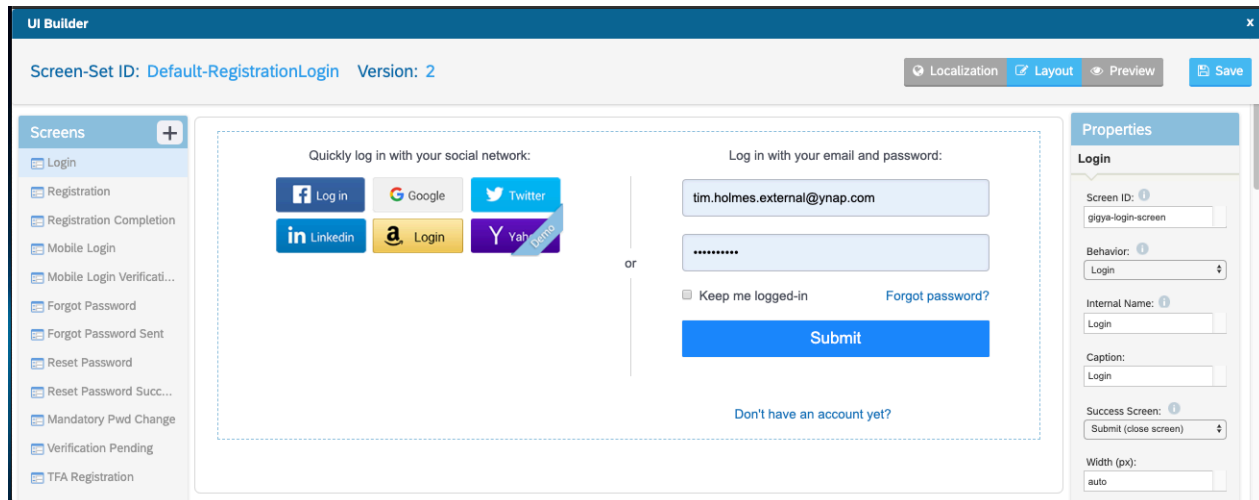 UI Builder
x
Screen-Set ID: Default-RegistrationLogin Version: 2
Localization Layout Preview Save
Screens
Login
Registration
Registration Completion
Mobile Login
Mobile Login Verificati...
Forgot Password
Forgot Password Sent
Reset Password
Reset Password Succ...
Mandatory Pwd Change
Verification Pending
TFA Registration
Quickly log in with your social network:
Log in
Google
Twitter
in Linkedin
a Login
Y Yah
Demo
or
Log in with your email and password:
tim.holmes.external@ynap.com
••••••••••
Keep me logged-in
Forgot password?
Submit
Don't have an account yet?
Properties
Login
Screen ID:
gigya-login-screen
Behavior:
Login
Internal Name:
Login
Caption:
Login
Success Screen:
Submit (close screen)
Width (px):
auto